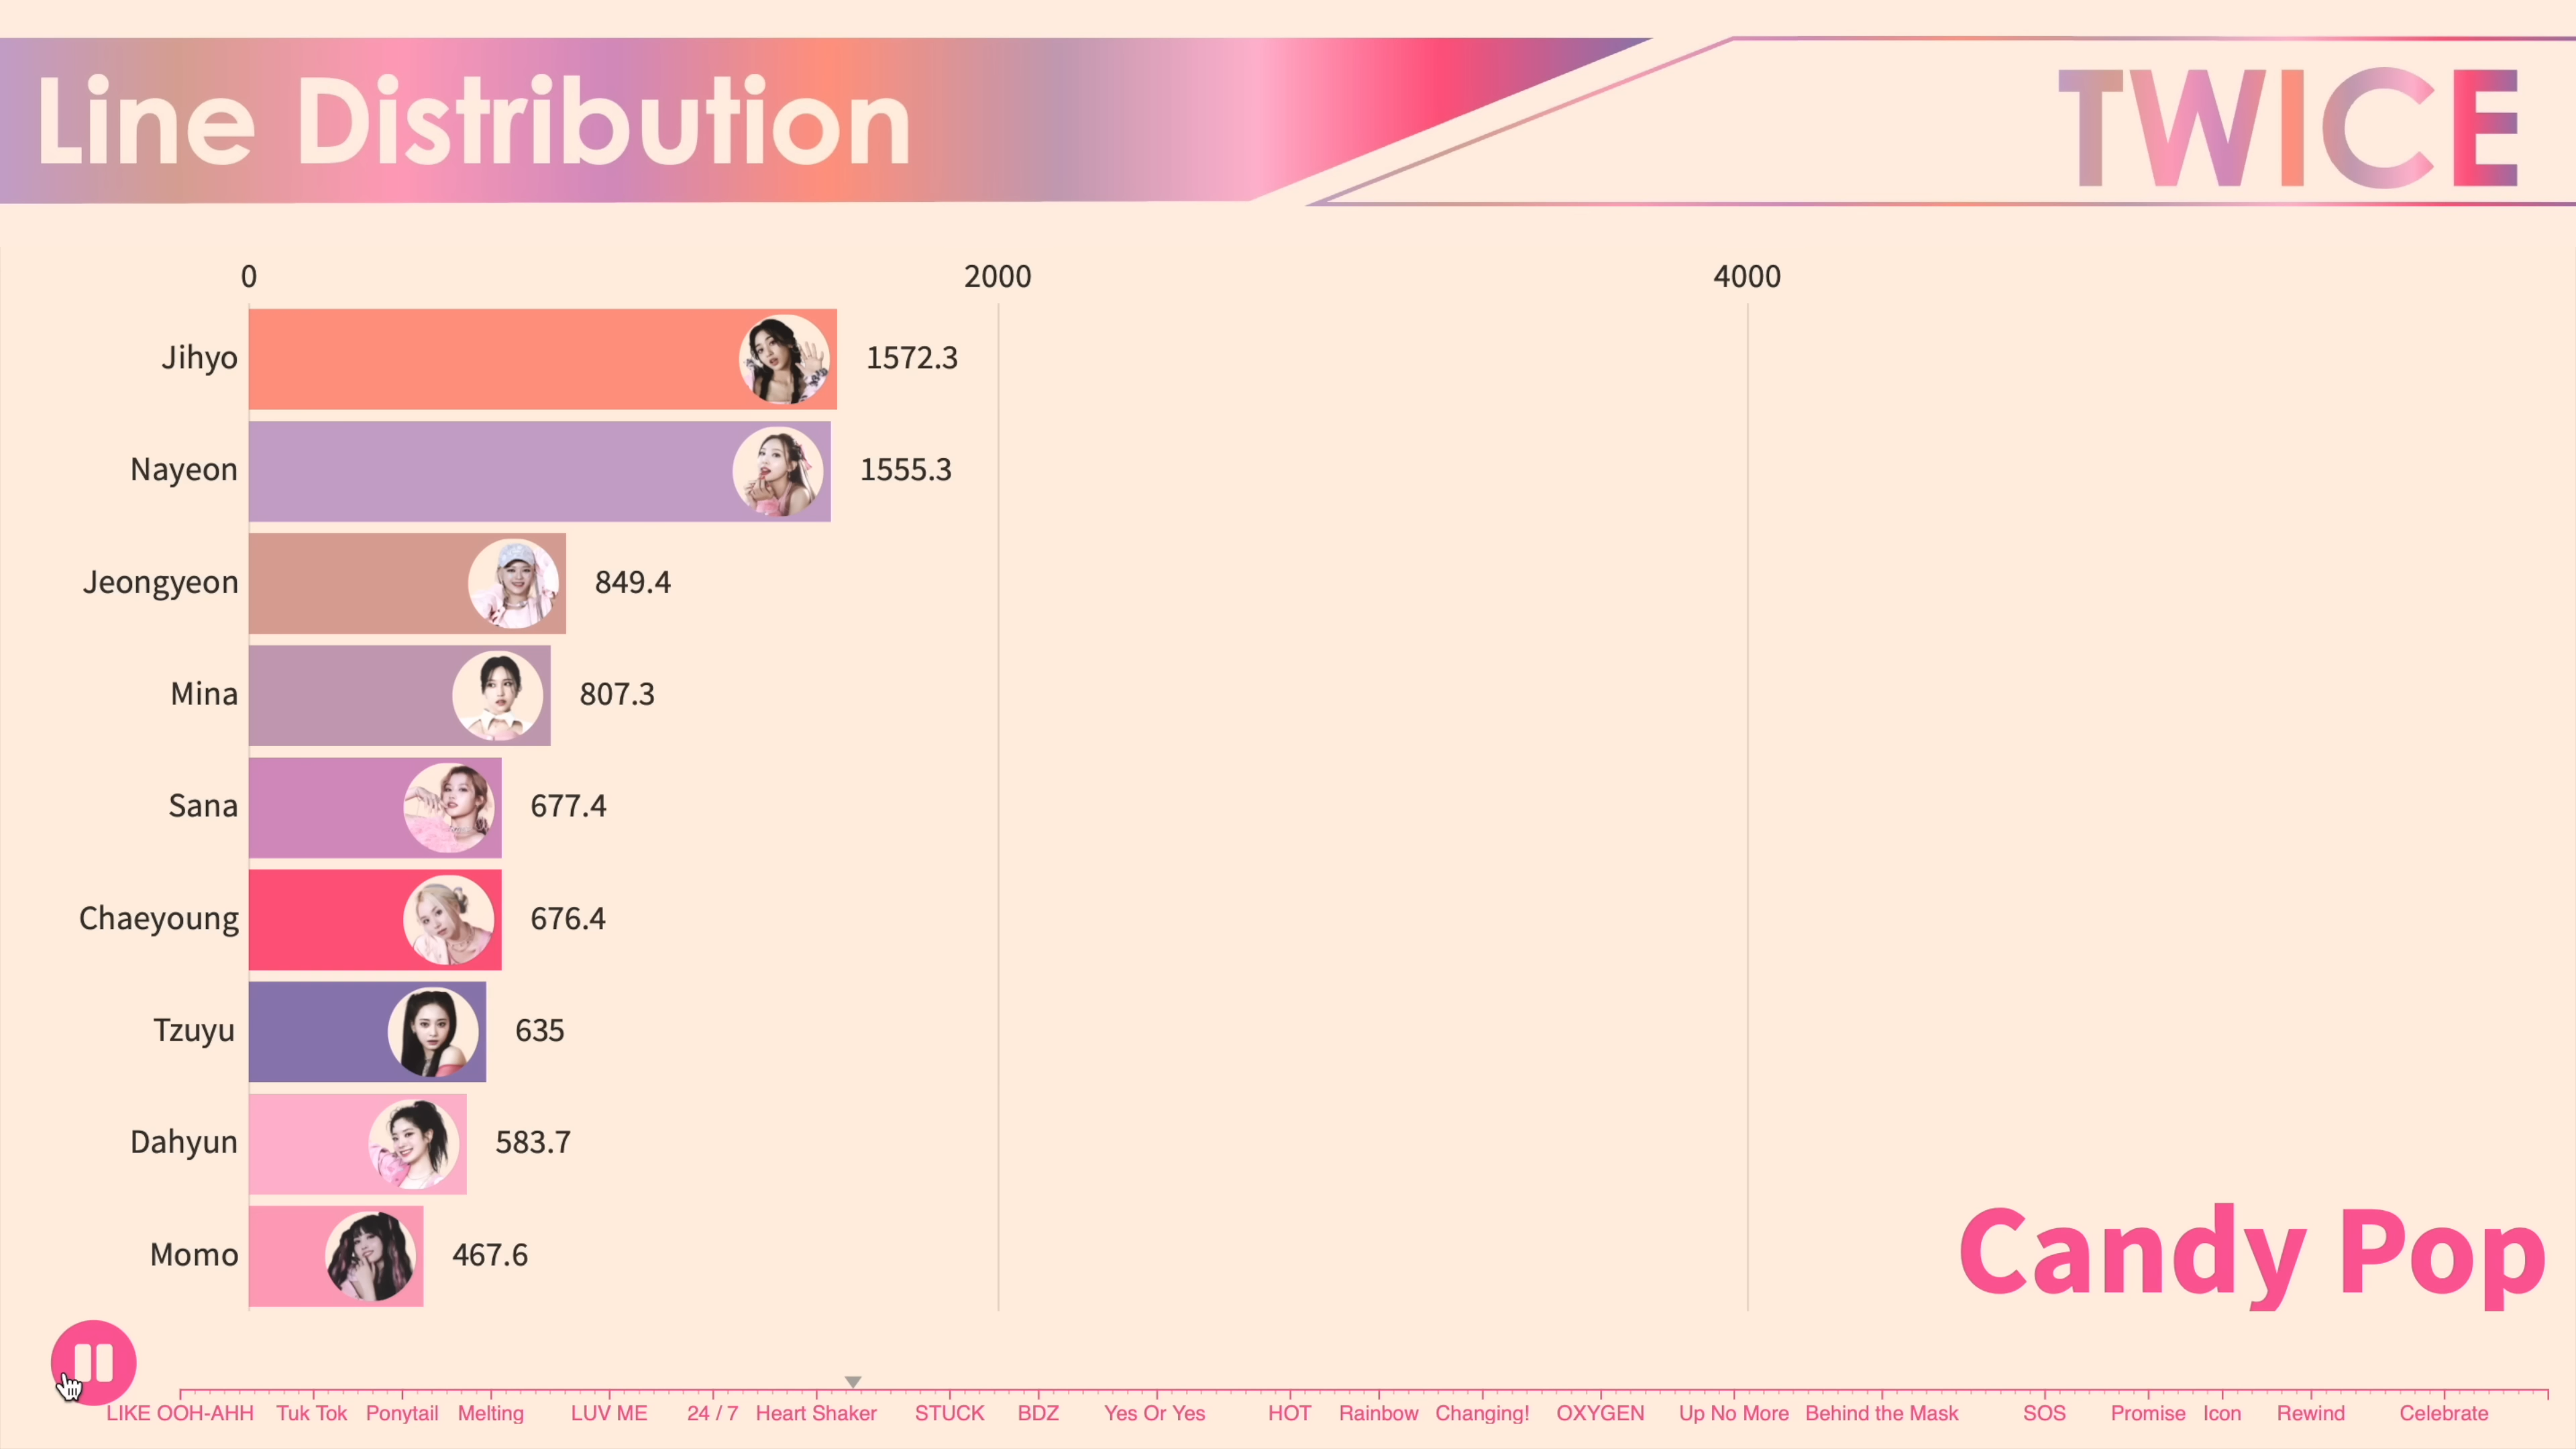 Line Distribution
TWICE
0 2000 4000
Jihyo 1572.3
Nayeon 1555.3
Jeongyeon 849.4
Mina 807.3
Sana 677.4
Chaeyoung 676.4
Tzuyu 635
Dahyun 583.7
Momo 467.6
Candy Pop
LIKE OOH-AHH Tuk Tok Ponytail Melting LUV ME 24 / 7 Heart Shaker STUCK BDZ Yes Or Yes HOT Rainbow Changing! OXYGEN Up No More Behind the Mask SOS Promise Icon Rewind Celebrate